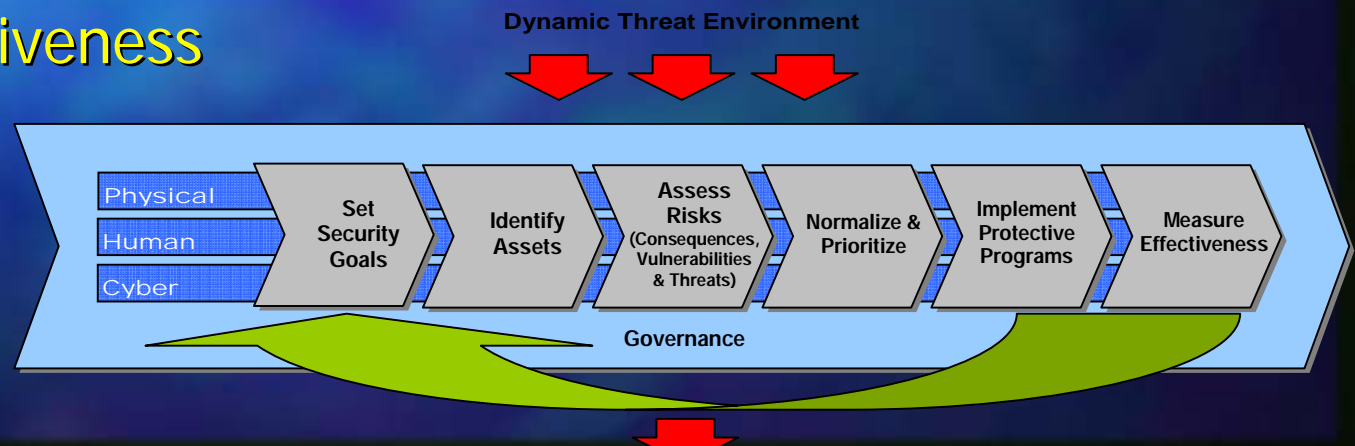 iveness
Dynamic Threat Environment
Physical
Human
Cyber
Set
Security
Goals
Identify
Assets
Assess
Risks
(Consequences,
Vulnerabilities
& Threats)
Normalize &
Prioritize
Implement
Protective
Programs
Measure
Effectiveness
Governance